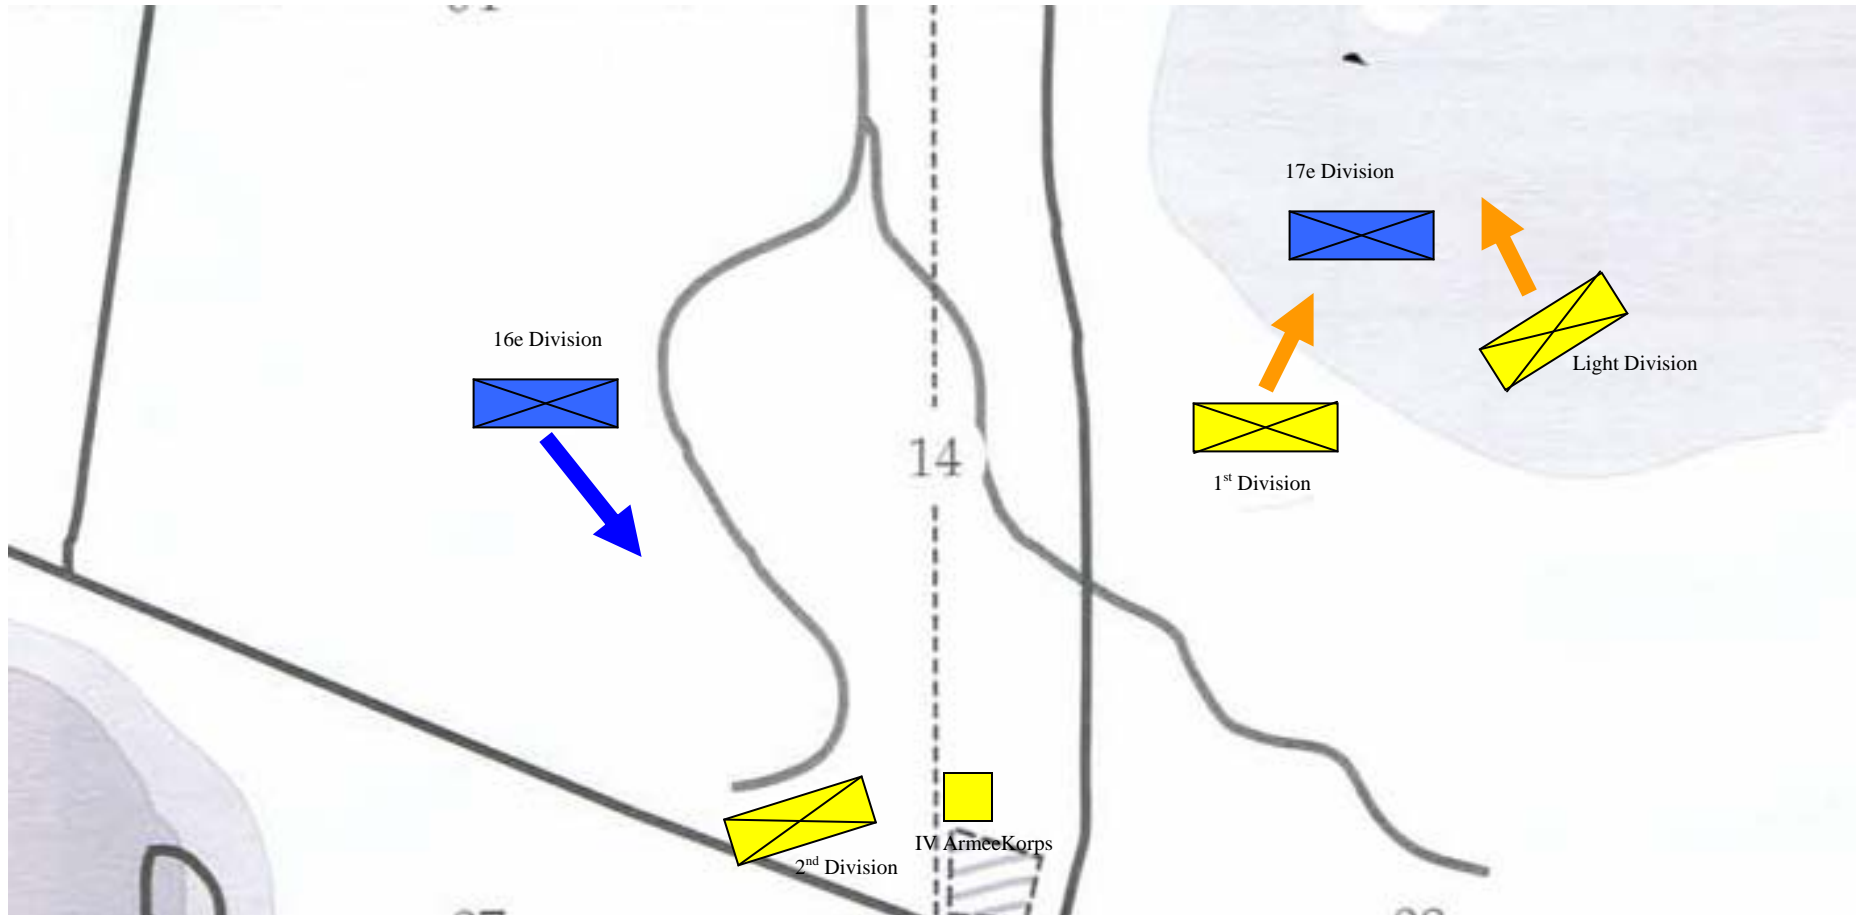 17e Division
16e Division
Light Division
14
1st Division
IV ArmeeKorps
2nd Division